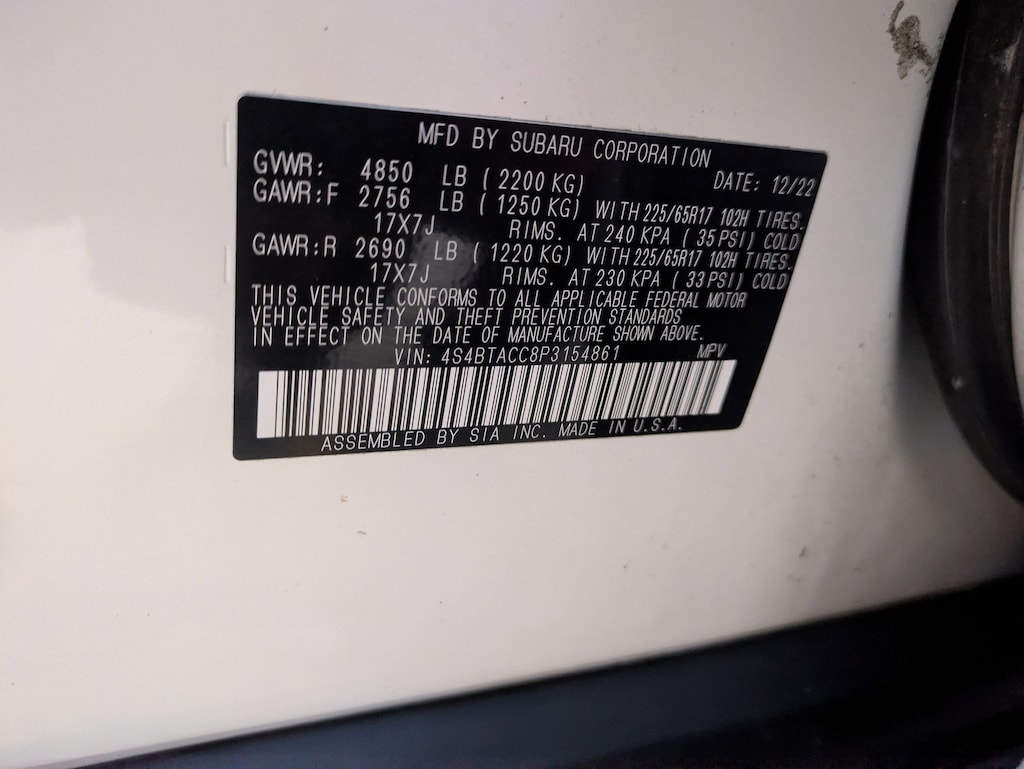 MFD BY SUBARU CORPORATION
GVWR: 4850 LB ( 2200 KG) DATE: 12/22
GAWR:F 2756 LB ( 1250 KG) WITH 225/65R17 102H TIRES.
17X7J RIMS. AT 240 KPA ( 35 PSI) COLD
GAWR:R 2690 LB ( 1220 KG) WITH 225/65R17 102H TIRES.
17X7J RIMS. AT 230 KPA ( 33 PSI) COLD
THIS VEHICLE CONFORMS TO ALL APPLICABLE FEDERAL MOTOR
VEHICLE SAFETY AND THEFT PREVENTION STANDARDS
IN EFFECT ON THE DATE OF MANUFACTURE SHOWN ABOVE.
VIN: 4S4BTACC8P3154861 MPV
ASSEMBLED BY SIA INC. MADE IN U.S.A.